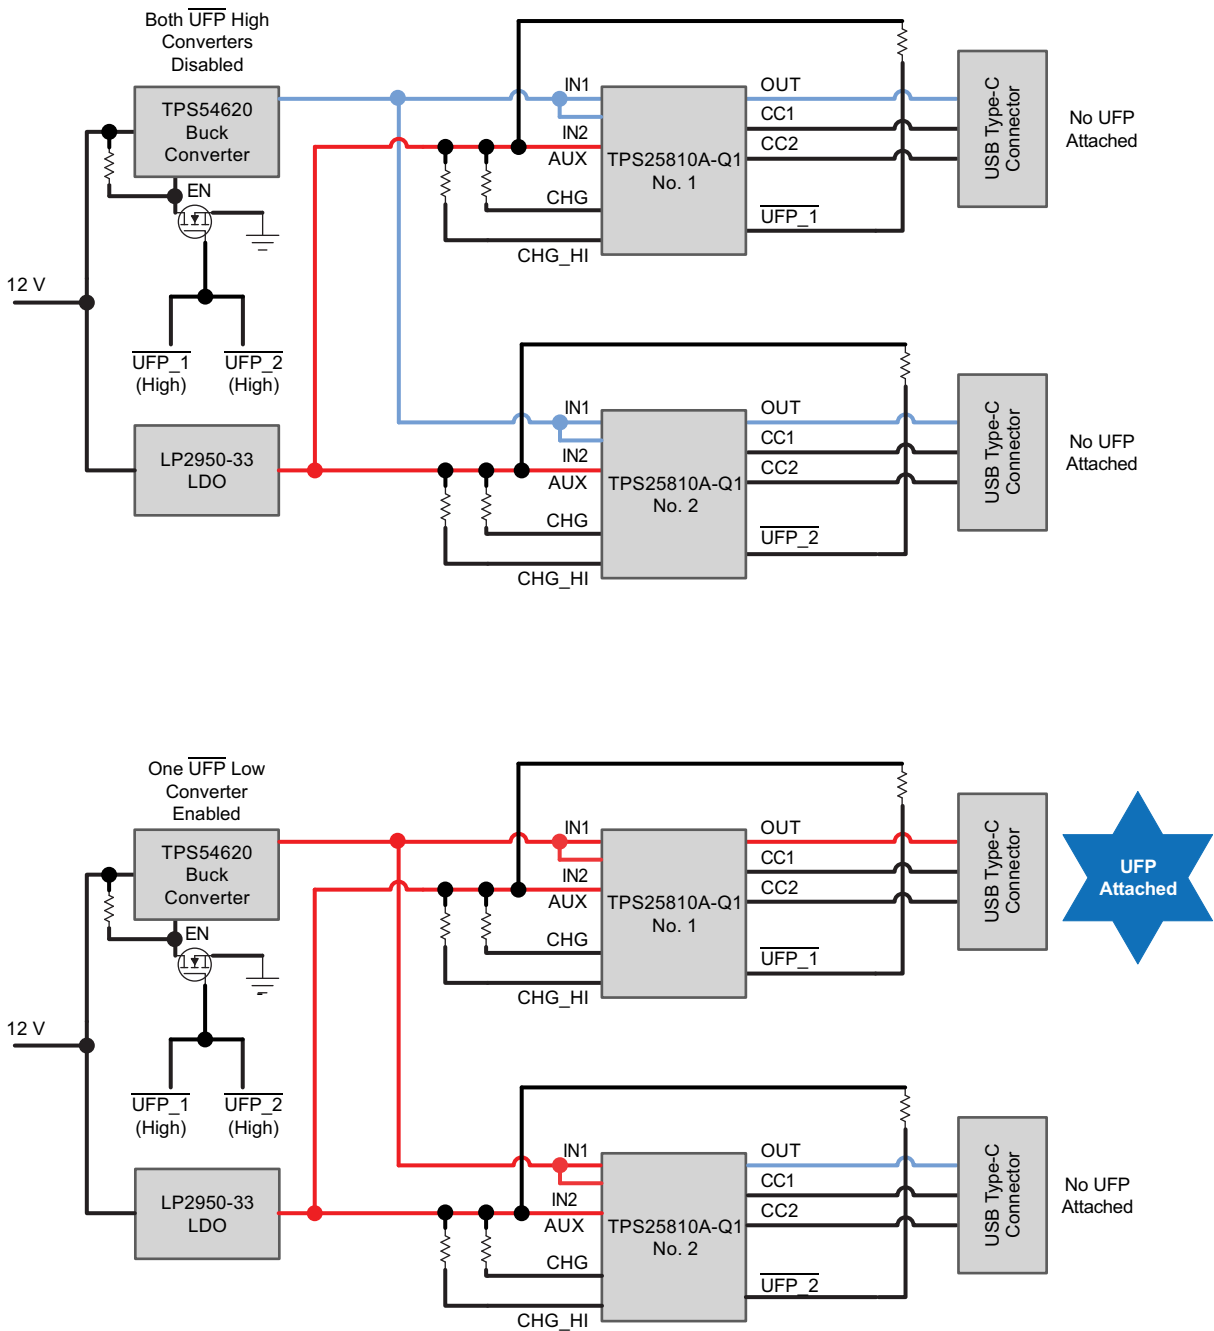 Both UFP High
Converters
Disabled
TPS54620
Buck
Converter
EN
12 V
UFP_1
(High)
UFP_2
(High)
LP2950-33
LDO
IN1
IN2
AUX
CHG
CHG_HI
TPS25810A-Q1
No. 1
OUT
CC1
CC2
UFP_1
USB Type-C
Connector
No UFP
Attached
IN1
IN2
AUX
CHG
CHG_HI
TPS25810A-Q1
No. 2
OUT
CC1
CC2
UFP_2
USB Type-C
Connector
No UFP
Attached
One UFP Low
Converter
Enabled
TPS54620
Buck
Converter
EN
12 V
UFP_1
(High)
UFP_2
(High)
LP2950-33
LDO
IN1
IN2
AUX
CHG
CHG_HI
TPS25810A-Q1
No. 1
OUT
CC1
CC2
UFP_1
USB Type-C
Connector
UFP
Attached
IN1
IN2
AUX
CHG
CHG_HI
TPS25810A-Q1
No. 2
OUT
CC1
CC2
UFP_2
USB Type-C
Connector
No UFP
Attached